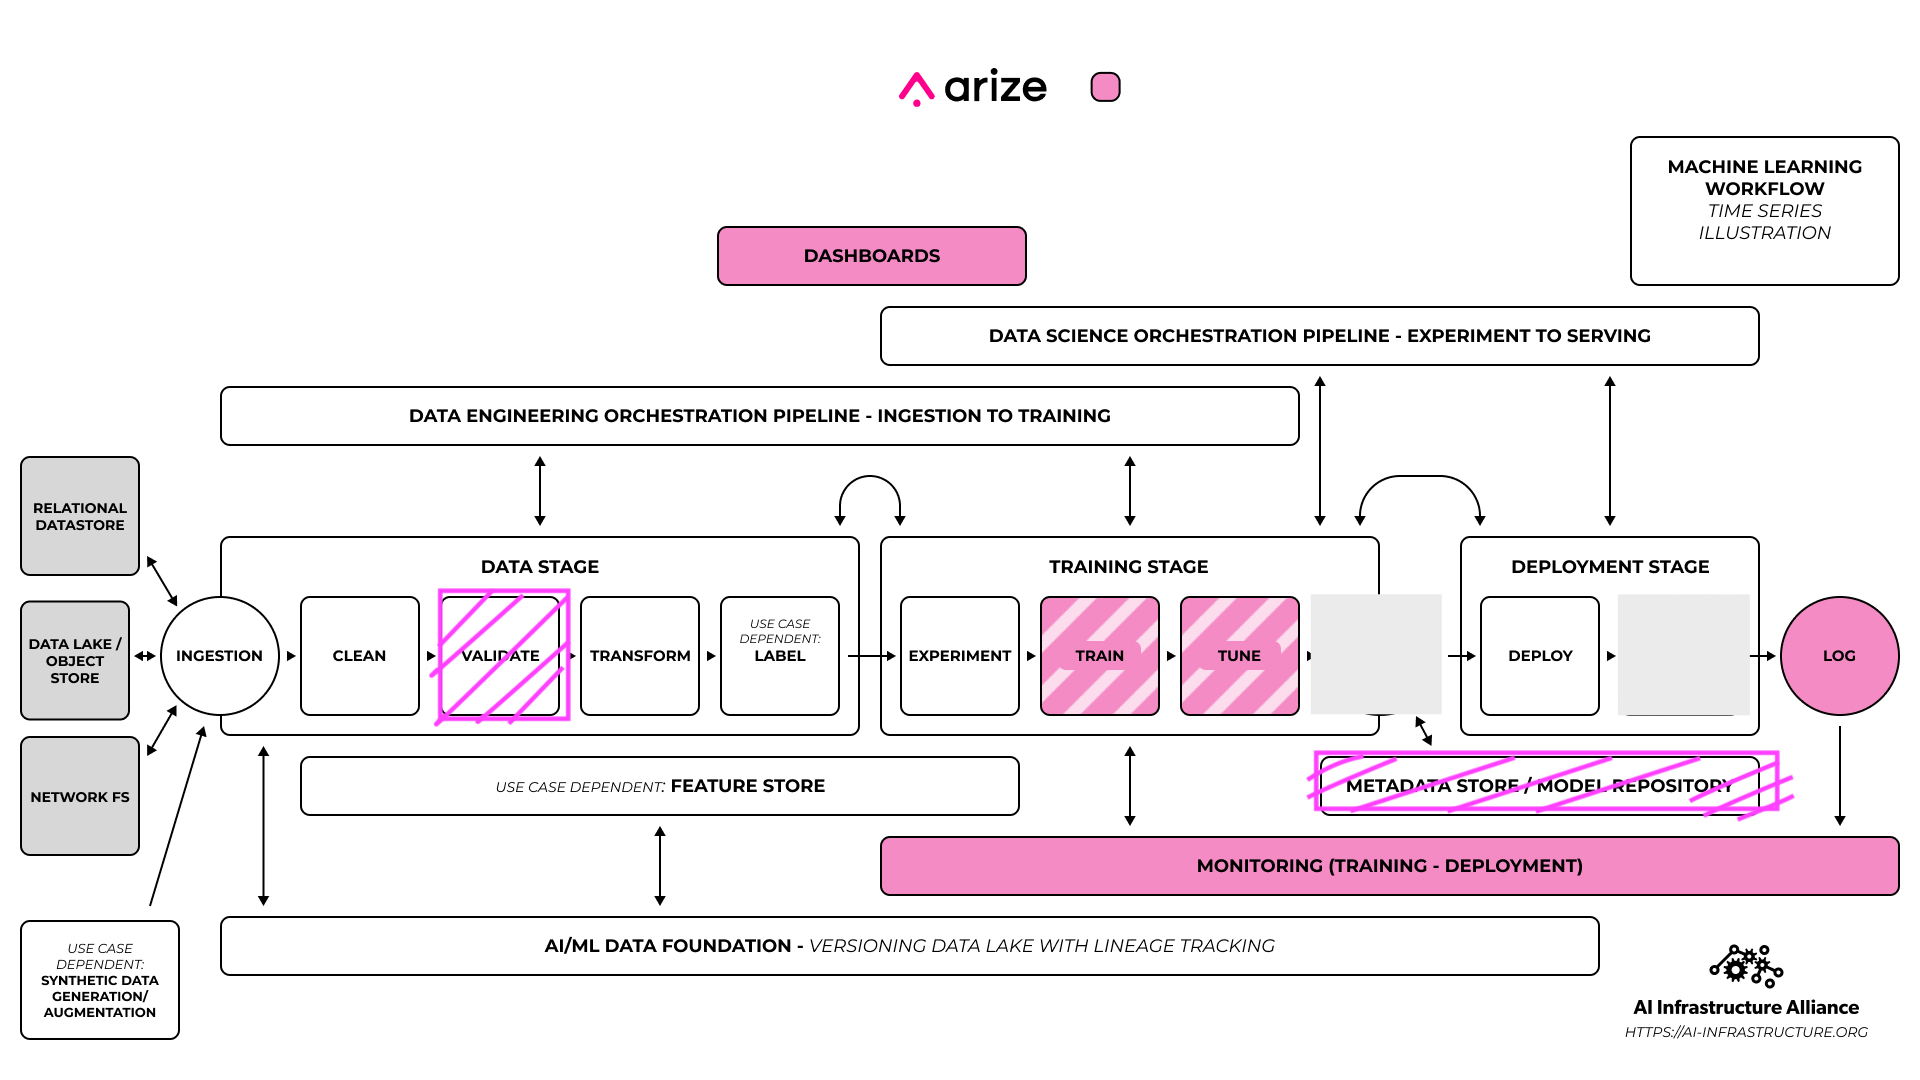 arize
MACHINE LEARNING
WORKFLOW
TIME SERIES
ILLUSTRATION
DASHBOARDS
DATA SCIENCE ORCHESTRATION PIPELINE - EXPERIMENT TO SERVING
DATA ENGINEERING ORCHESTRATION PIPELINE - INGESTION TO TRAINING
RELATIONAL
DATASTORE
DATA LAKE /
OBJECT
STORE
NETWORK FS
INGESTION
DATA STAGE
CLEAN
VALIDATE
TRANSFORM
USE CASE
DEPENDENT:
LABEL
TRAINING STAGE
EXPERIMENT
TRAIN
TUNE
DEPLOYMENT STAGE
DEPLOY
LOG
USE CASE DEPENDENT: FEATURE STORE
METADATA STORE / MODEL REPOSITORY
MONITORING (TRAINING - DEPLOYMENT)
AI/ML DATA FOUNDATION - VERSIONING DATA LAKE WITH LINEAGE TRACKING
USE CASE
DEPENDENT:
SYNTHETIC DATA
GENERATION/
AUGMENTATION
AI Infrastructure Alliance
HTTPS://AI-INFRASTRUCTURE.ORG